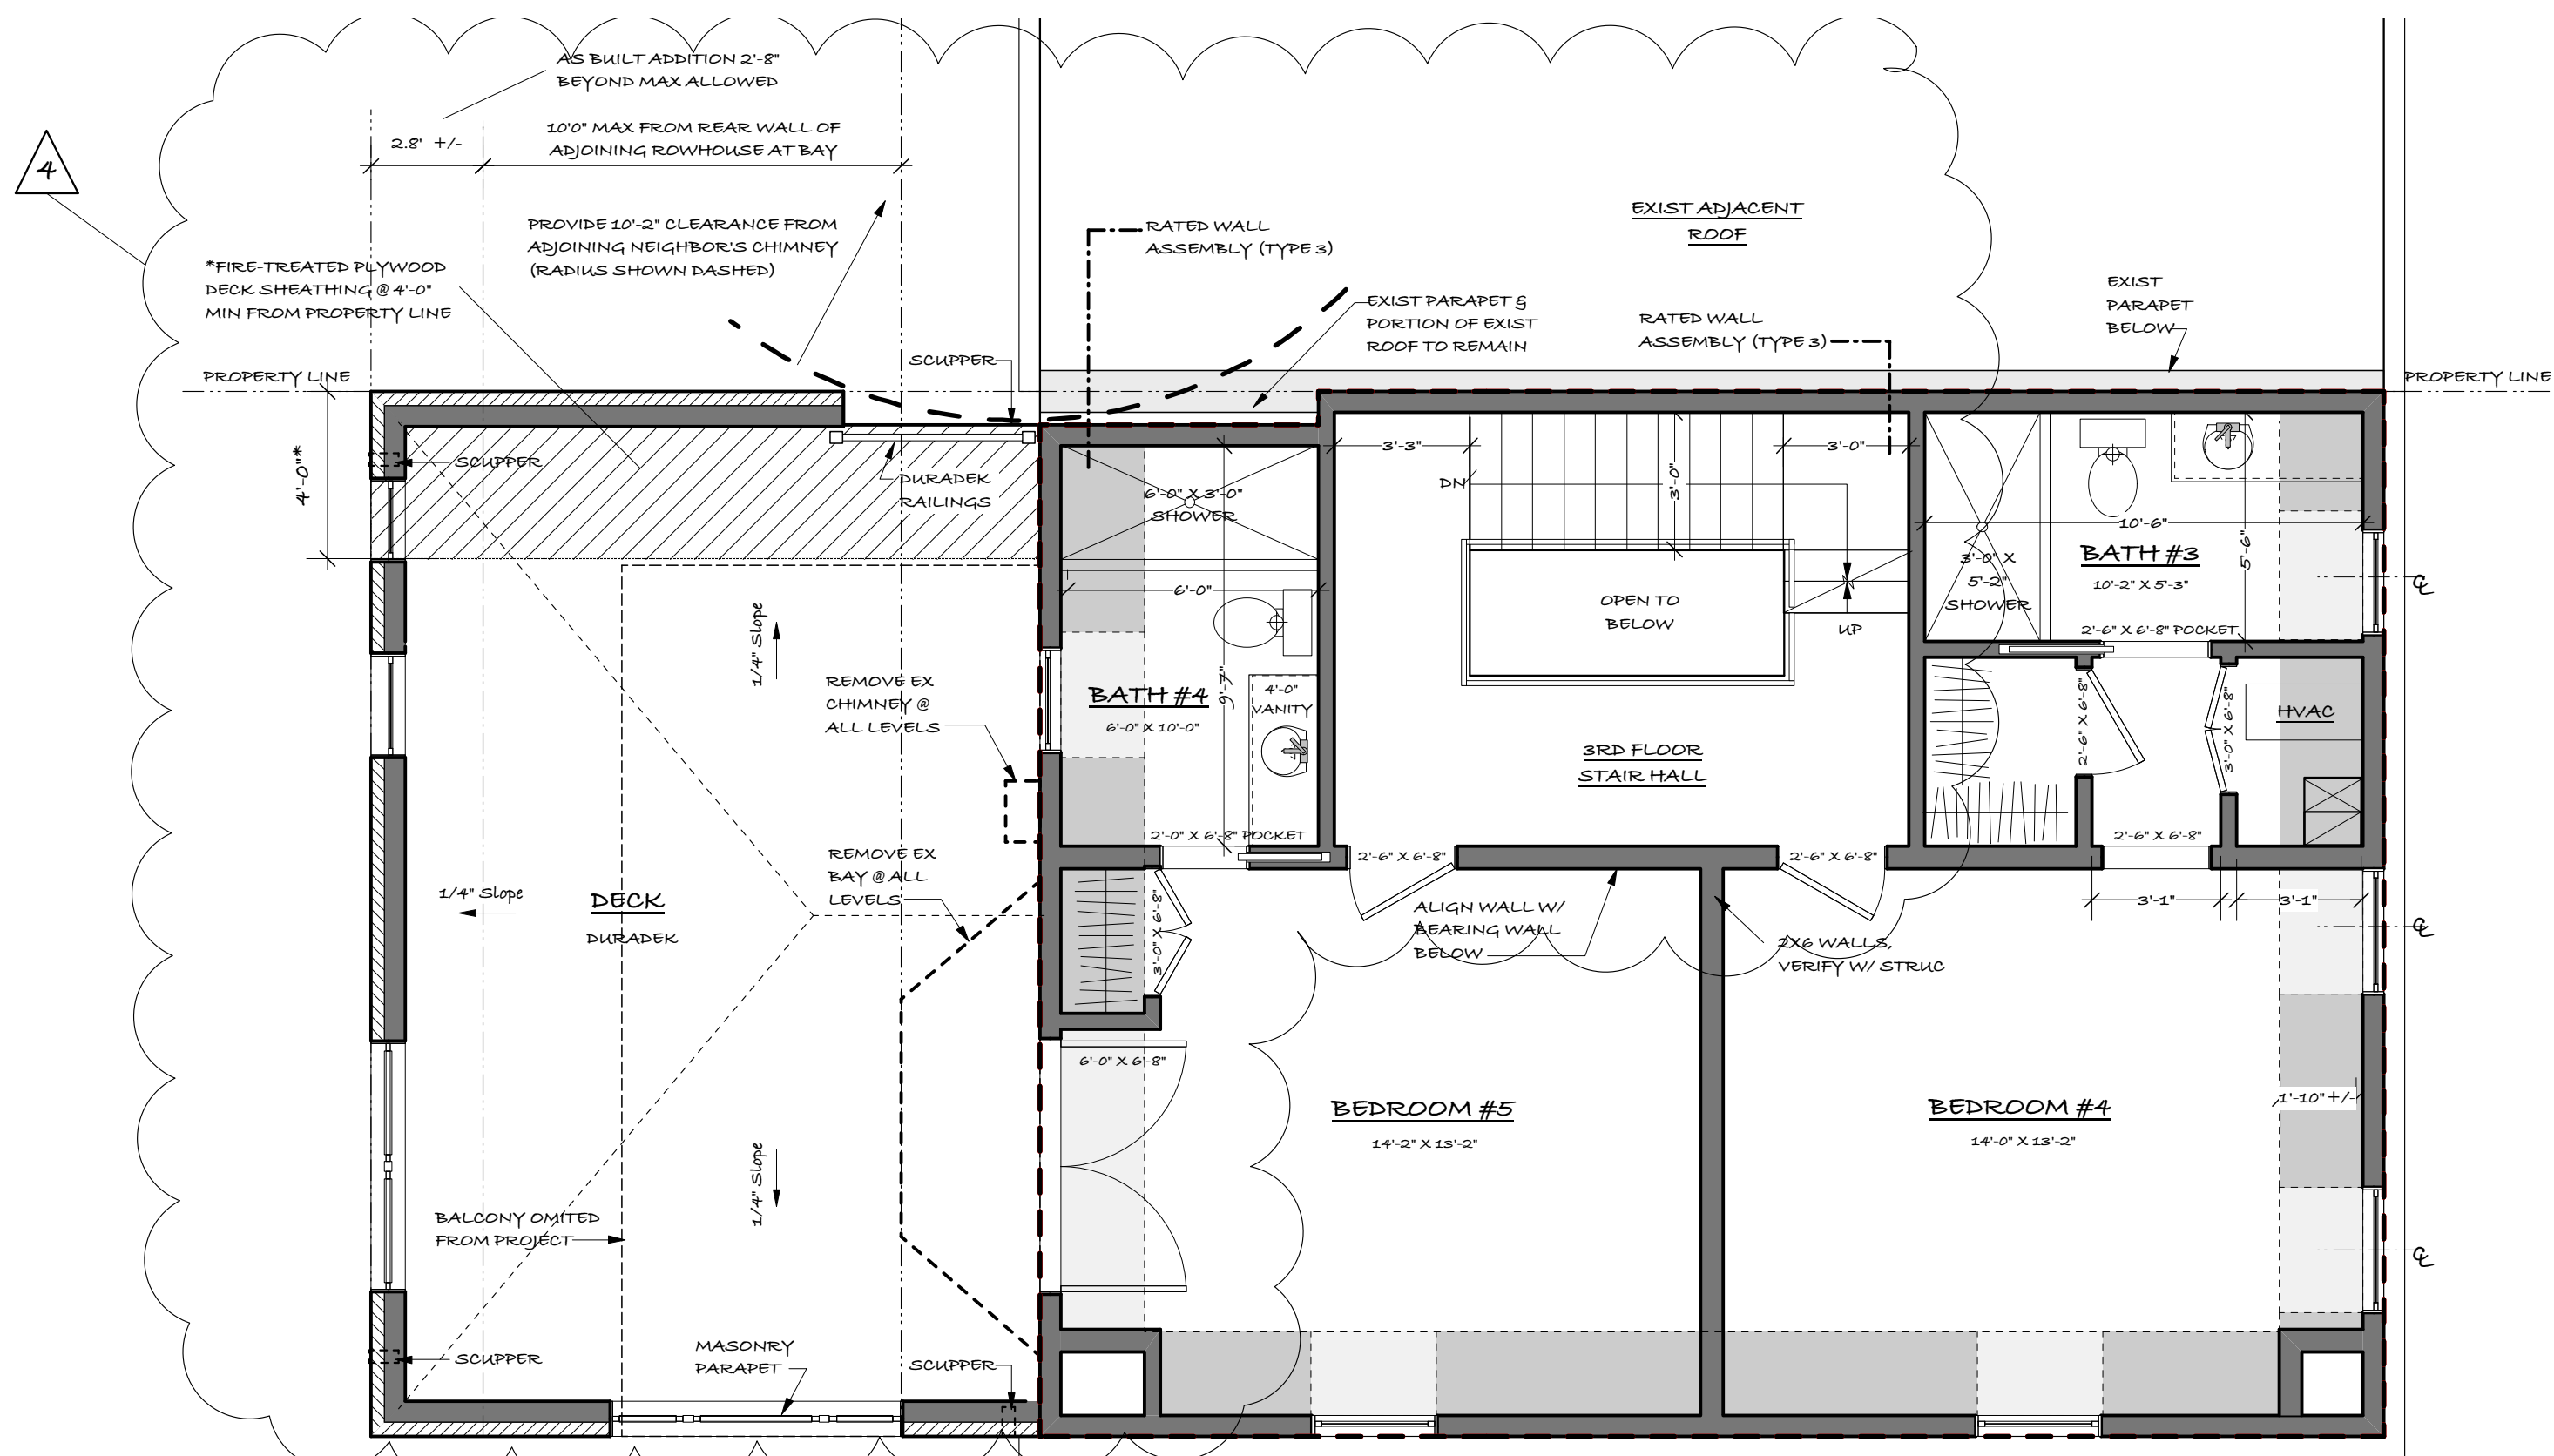 AS BUILT ADDITION 2'-8"
BEYOND MAX ALLOWED
2.8' +/-
10'0" MAX FROM REAR WALL OF
ADJOINING ROWHOUSE AT BAY
4
PROVIDE 10'-2" CLEARANCE FROM
ADJOINING NEIGHBOR'S CHIMNEY
(RADIUS SHOWN DASHED)
*FIRE-TREATED PLYWOOD
DECK SHEATHING @ 4'-0"
MIN FROM PROPERTY LINE
RATED WALL
ASSEMBLY (TYPE 3)
EXIST ADJACENT
ROOF
EXIST PARAPET &
PORTION OF EXIST
ROOF TO REMAIN
RATED WALL
ASSEMBLY (TYPE 3)
EXIST
PARAPET
BELOW
SCUPPER
PROPERTY LINE
PROPERTY LINE
4'-0"*
SCUPPER
DURADEK
RAILINGS
6'-0" X 3'-0"
SHOWER
3'-3"
DN
3'-0"
3'-0"
10'-6"
5'-6"
3'-0" X
5'-2"
SHOWER
BATH #3
10'-2" X 5'-3"
2'-6" X 6'-8" POCKET
6'-0"
OPEN TO
BELOW
UP
1/4" Slope
REMOVE EX
CHIMNEY @
ALL LEVELS
BATH #4
6'-0" X 10'-0"
9'-7"
4'-0"
VANITY
3RD FLOOR
STAIR HALL
2'-6" X 6'-8"
3'-0" X 6'-8"
HVAC
2'-0" X 6'-8" POCKET
2'-6" X 6'-8"
2'-6" X 6'-8"
2'-6" X 6'-8"
REMOVE EX
BAY @ ALL
LEVELS
1/4" Slope
DECK
DURADEK
3'-0" X 6'-8"
ALIGN WALL W/
BEARING WALL
BELOW
2X6 WALLS,
VERIFY W/ STRUC
3'-1"
3'-1"
6'-0" X 6'-8"
BEDROOM #5
14'-2" X 13'-2"
BEDROOM #4
14'-0" X 13'-2"
1'-10"+/-
1/4" Slope
BALCONY OMITED
FROM PROJECT
MASONRY
PARAPET
SCUPPER
SCUPPER
℄
℄
℄